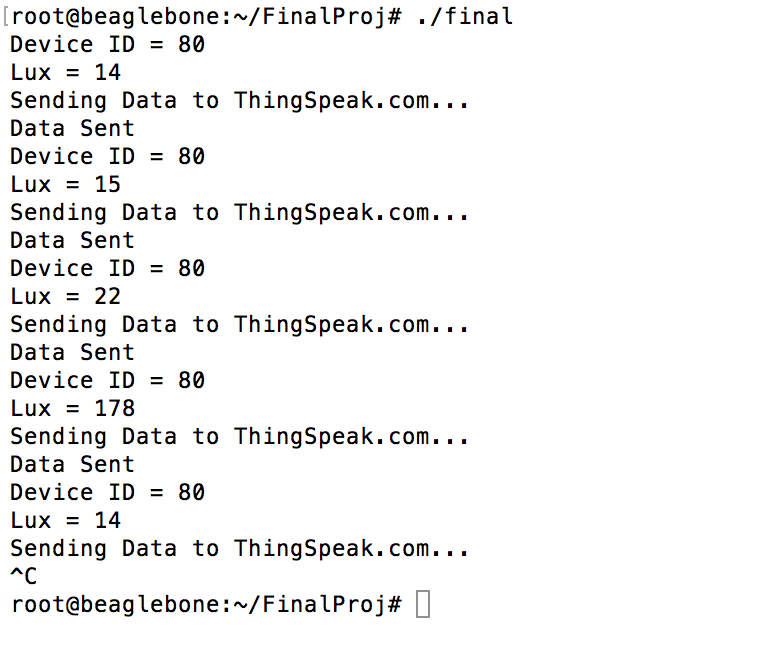 [root@beaglebone:~/FinalProj# ./final
Device ID = 80
Lux = 14
Sending Data to ThingSpeak.com...
Data Sent
Device ID = 80
Lux = 15
Sending Data to ThingSpeak.com...
Data Sent
Device ID = 80
Lux = 22
Sending Data to ThingSpeak.com...
Data Sent
Device ID = 80
Lux = 178
Sending Data to ThingSpeak.com...
Data Sent
Device ID = 80
Lux = 14
Sending Data to ThingSpeak.com...
^C
root@beaglebone:~/FinalProj#